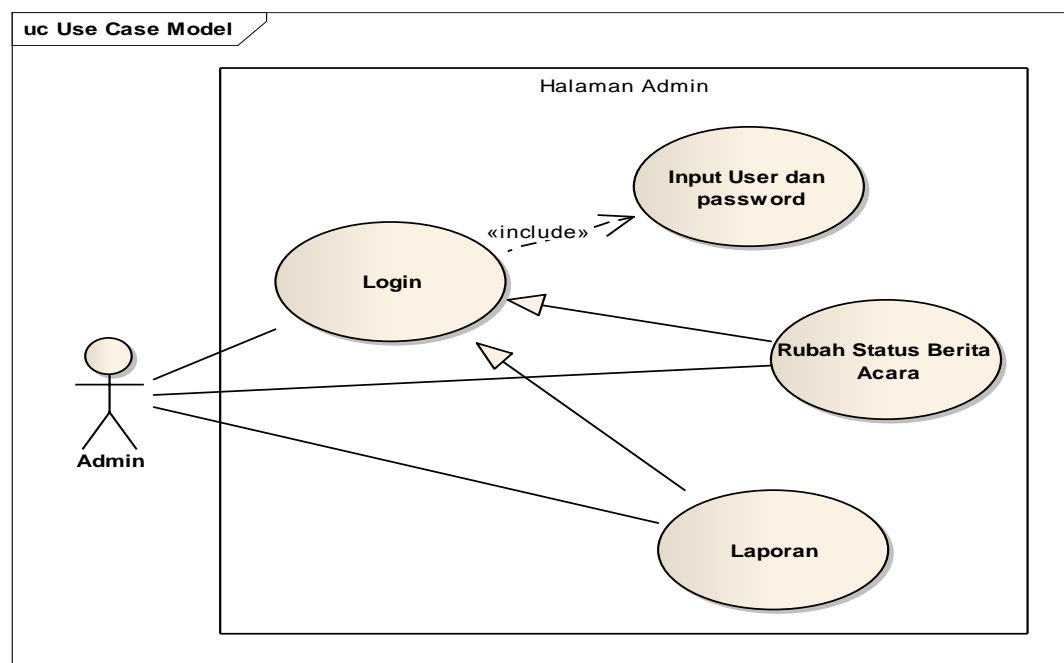 uc Use Case Model
Halaman Admin
Input User dan
password
«include»
Login
Rubah Status Berita
Acara
Admin
Laporan